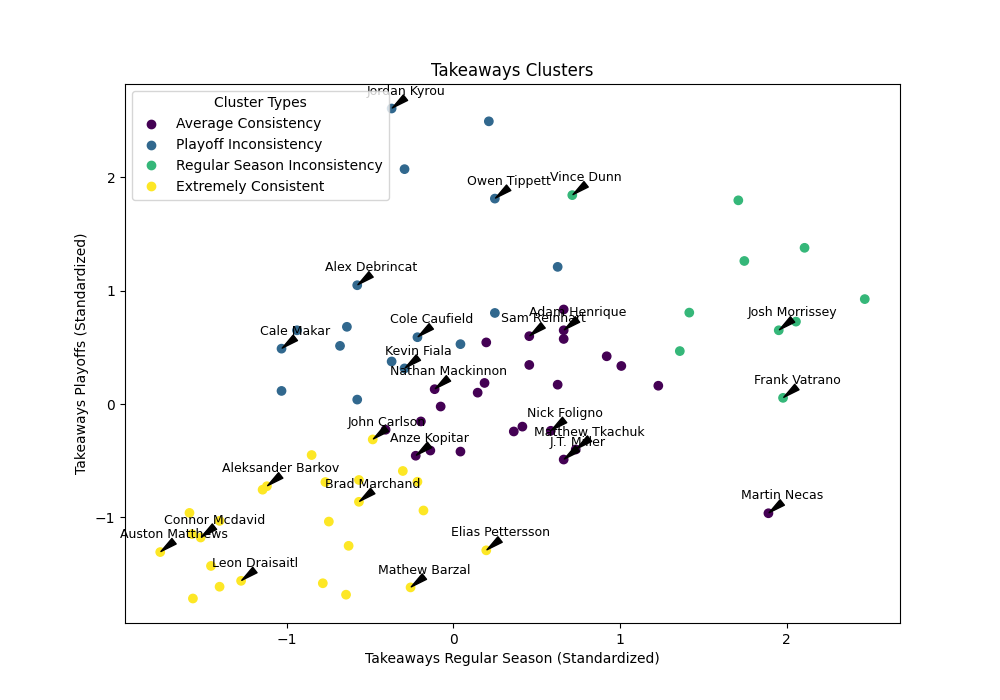 Takeaways Clusters
Jordan Kyrou
Cluster Types
Average Consistency
Playoff Inconsistency
Regular Season Inconsistency
Extremely Consistent
Owen Tippett
Vince Dunn
Alex Debrincat
Cale Makar
Cole Caufield
Sam Reinhart
Adam Henrique
Josh Morrissey
Kevin Fiala
Nathan Mackinnon
Frank Vatrano
John Carlson
Nick Foligno
Anze Kopitar
Matthew Tkachuk
J.T. Miller
Aleksander Barkov
Brad Marchand
Martin Necas
Connor Mcdavid
Auston Matthews
Elias Pettersson
Leon Draisaitl
Mathew Barzal
2
1
0
−1
−1
0
1
2
Takeaways Playoffs (Standardized)
Takeaways Regular Season (Standardized)